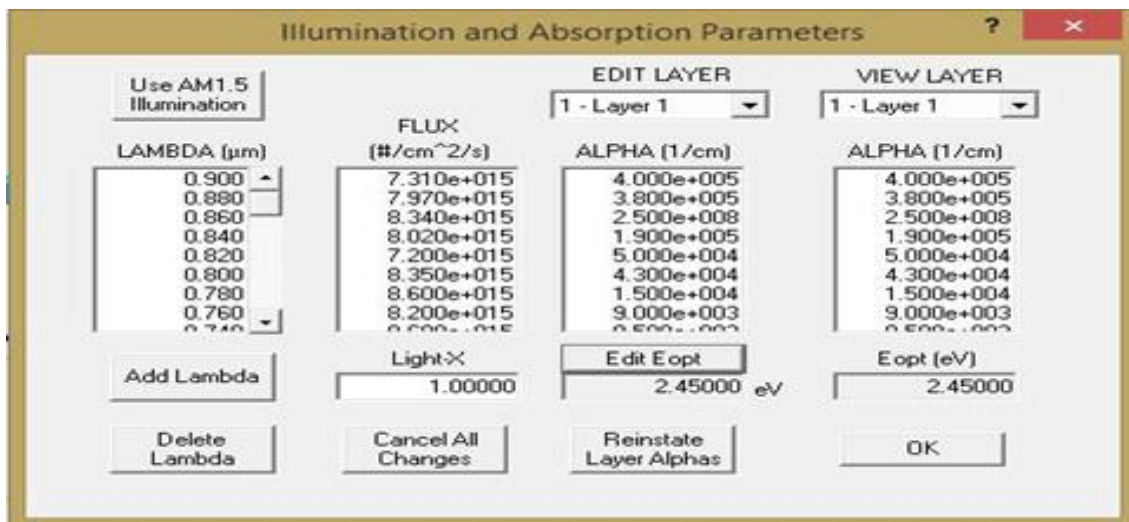 Illumination and Absorption Parameters ? ×
Use AM1.5
Illumination
EDIT LAYER
VIEW LAYER
1 - Layer 1
1 - Layer 1
LAMBDA (µm)
FLUX
(#/cm^2/s)
ALPHA (1/cm)
ALPHA (1/cm)
0.900 7.310e+015 4.000e+005 4.000e+005
0.880 7.970e+015 3.800e+005 3.800e+005
0.860 8.340e+015 2.500e+008 2.500e+008
0.840 8.020e+015 1.900e+005 1.900e+005
0.820 7.200e+015 5.000e+004 5.000e+004
0.800 8.350e+015 4.300e+004 4.300e+004
0.780 8.600e+015 1.500e+004 1.500e+004
0.760 8.200e+015 9.000e+003 9.000e+003
0.740
Add Lambda
Light-X
1.00000
Edit Eopt
2.45000 eV
Eopt (eV)
2.45000
Delete
Lambda
Cancel All
Changes
Reinstate
Layer Alphas
OK